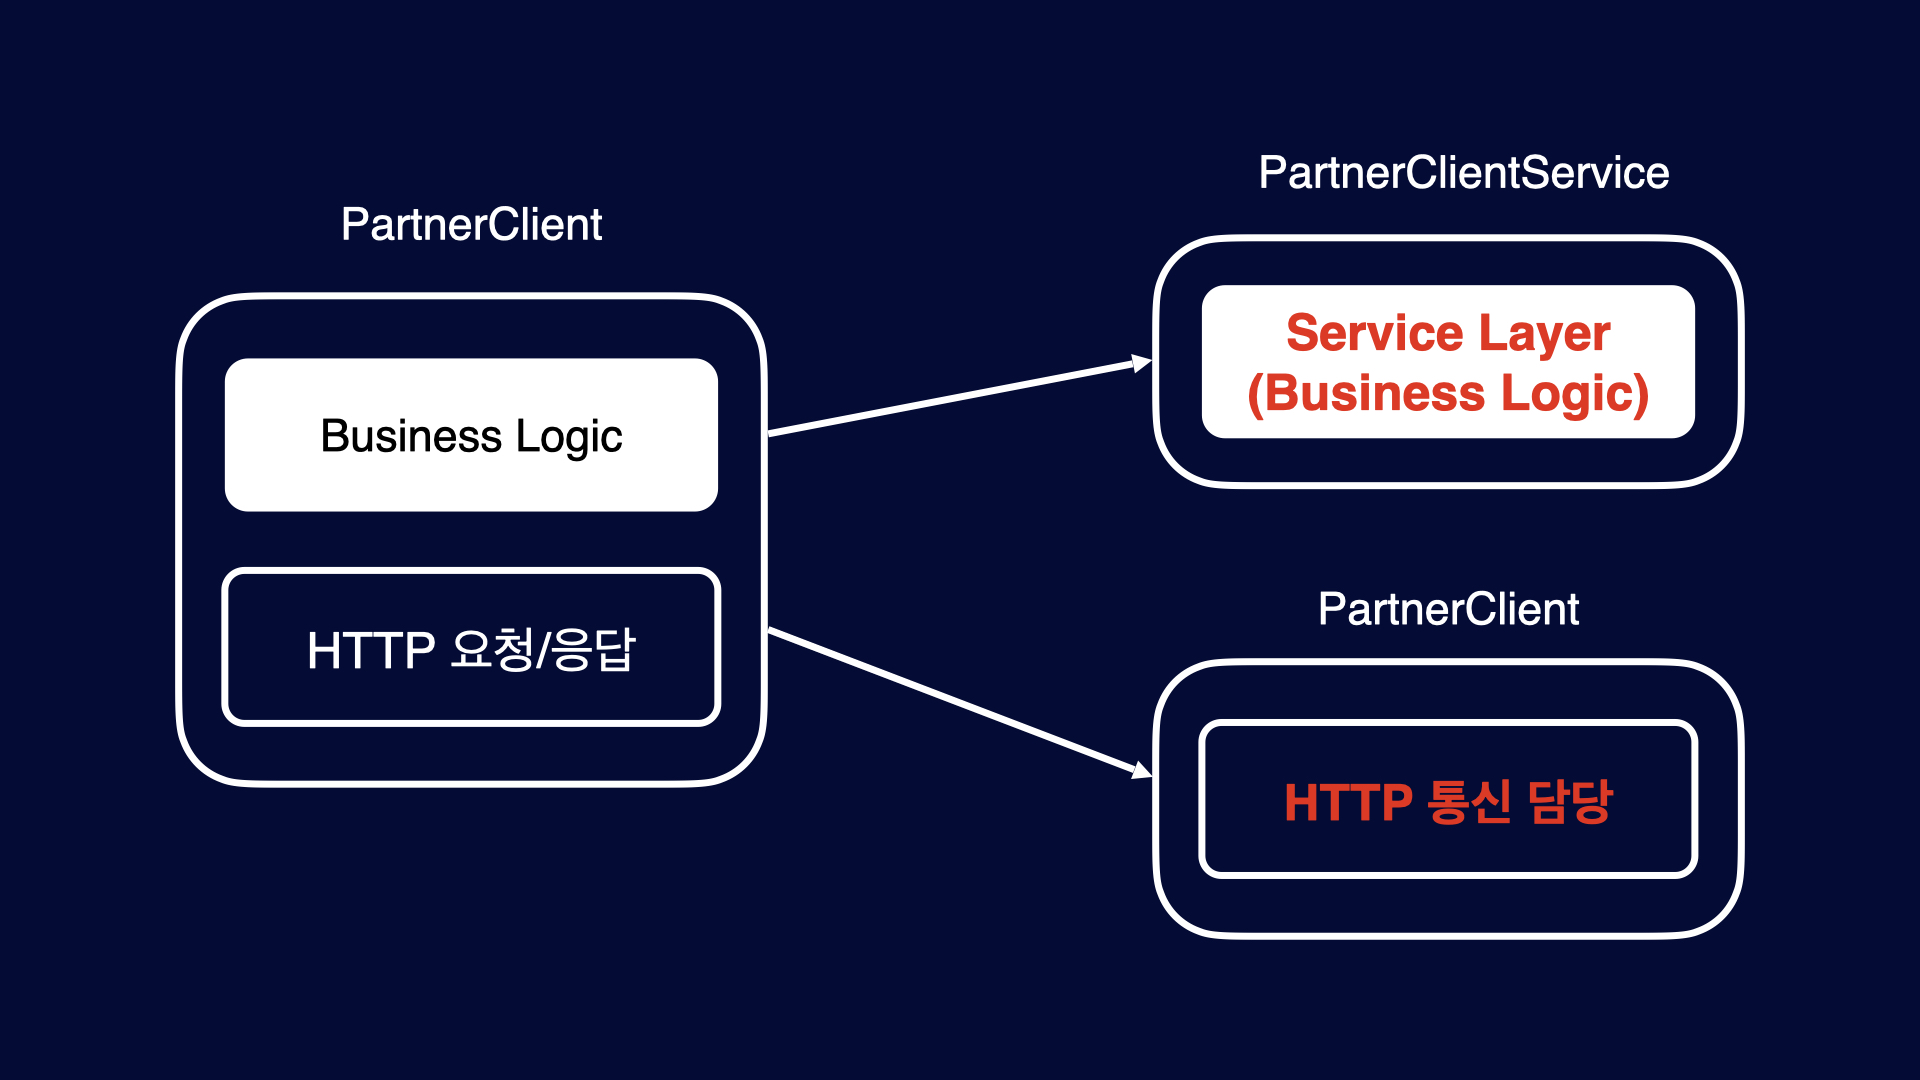 PartnerClient
Business Logic
HTTP 요청/응답
PartnerClientService
Service Layer
(Business Logic)
PartnerClient
HTTP 통신 담당